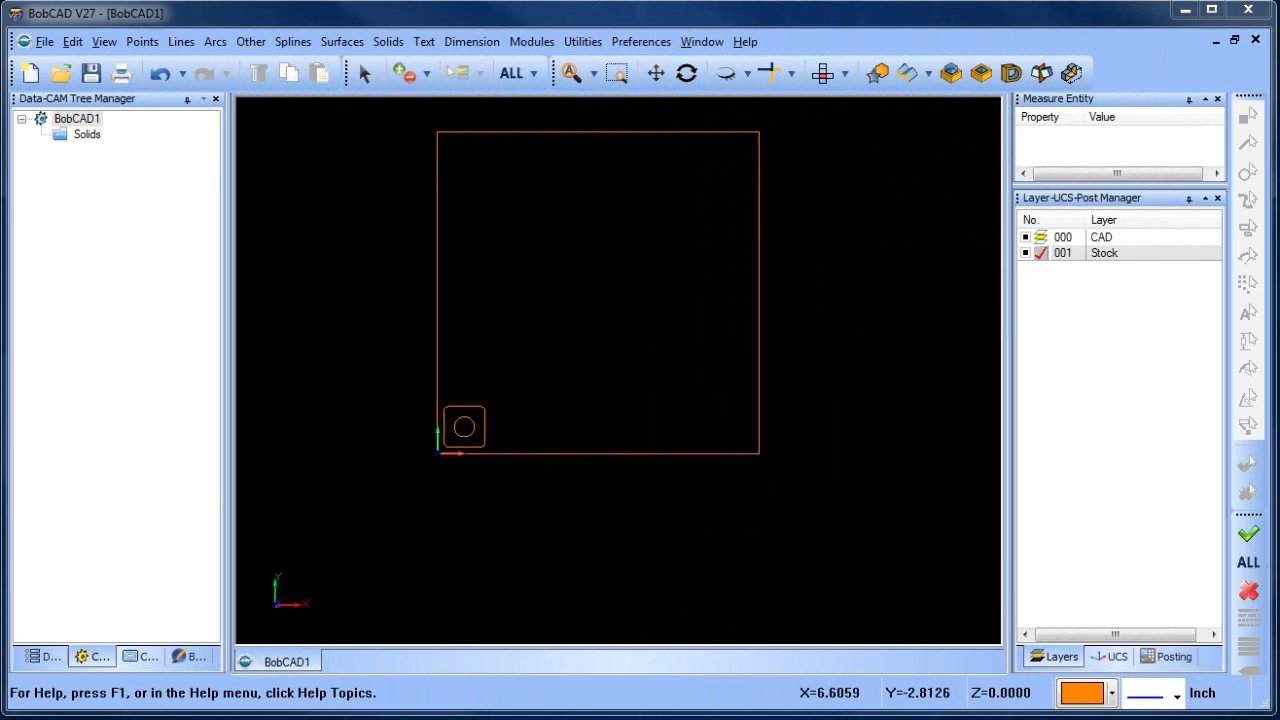 BobCAD V27 - [BobCAD1]
File Edit View Points Lines Arcs Other Splines Surfaces Solids Text Dimension Modules Utilities Preferences Window Help
ALL
Data-CAM Tree Manager
BobCAD1
Solids
Measure Entity
Property Value
Layer-UCS-Post Manager
No. Layer
000 CAD
001 Stock
Y
X
ALL
D... C... C... B...
BobCAD1
Layers UCS Posting
For Help, press F1, or in the Help menu, click Help Topics.
X=6.6059 Y=-2.8126 Z=0.0000 Inch